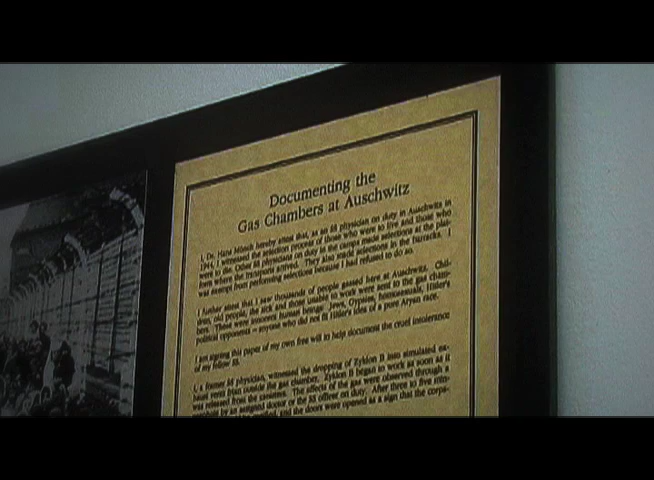 Documenting the
Gas Chambers at Auschwitz
I, Dr. Hans Münch hereby attest that, as an SS physician on duty in Auschwitz in
1944, I witnessed the selection process of those who were to live and those who
were to die. Other SS physicians on duty in the camps made selections at the plat-
form where the transports arrived. They also made selections in the barracks. I
was exempt from performing selections because I had refused to do so.
I further attest that I saw thousands of people gassed here at Auschwitz. Chil-
dren, old people, the sick and those unable to work were sent to the gas cham-
bers. These were innocent human beings: Jews, Gypsies, homosexuals, Hitler's
political opponents – anyone who did not fit Hitler's idea of a pure Aryan race.
I am signing this paper of my own free will to help document the cruel intolerance
of my fellow SS.
I, a former SS physician, witnessed the dropping of Zyklon B into simulated ex-
haust vents from outside the gas chamber. Zyklon B began to work as soon as it
was released from the canisters. The effects of the gas were observed through a
peephole by an assigned doctor or the SS officer on duty. After three to five min-
and the doors were opened as a sign that the corps-